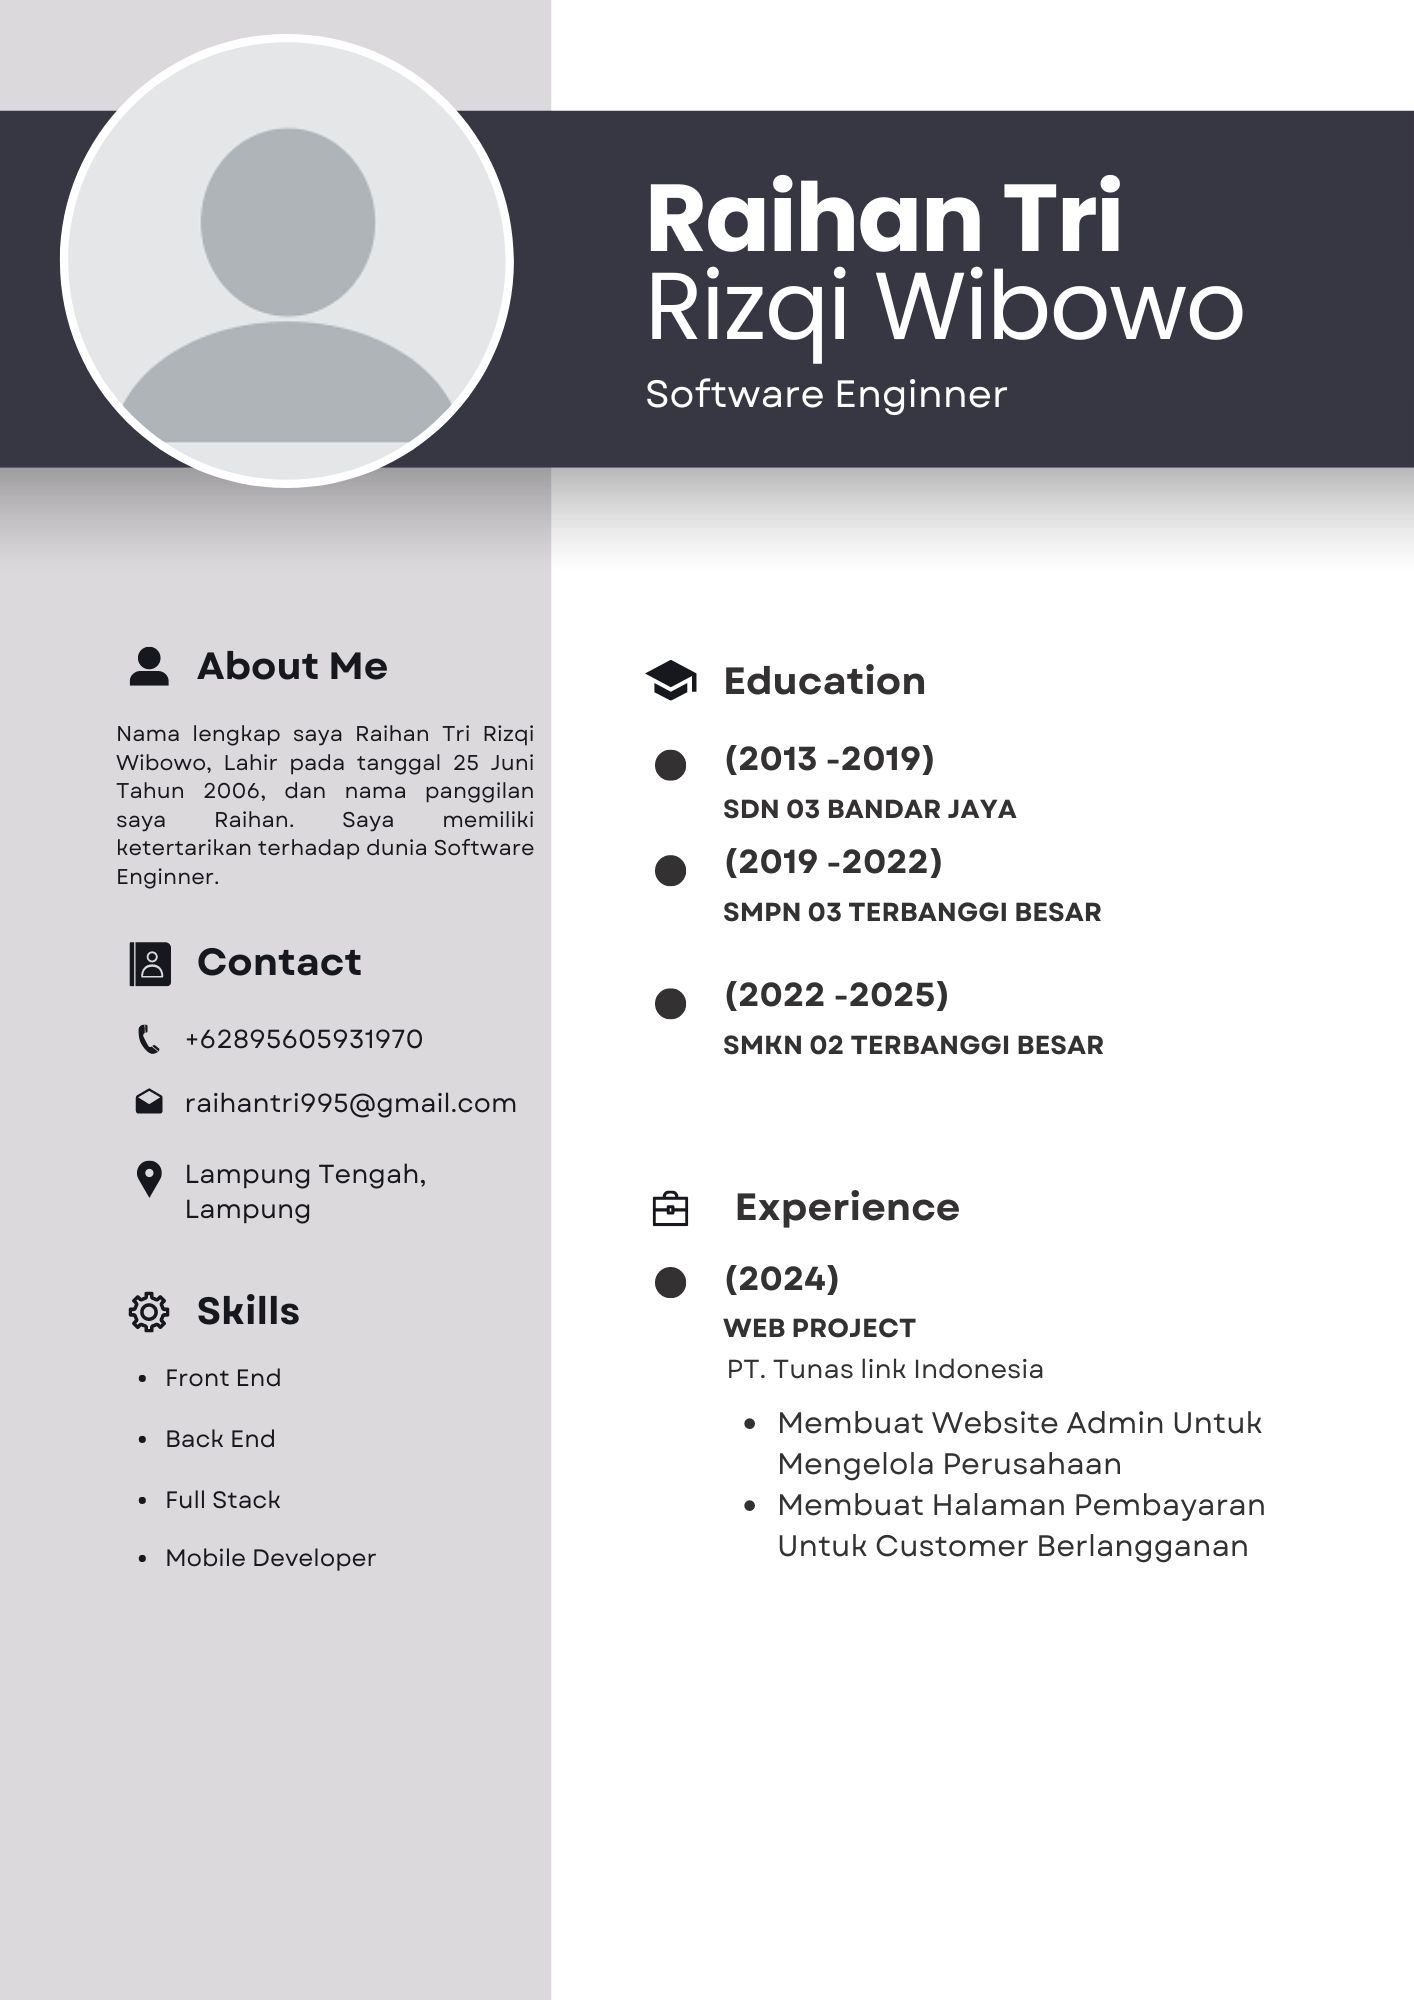 Raihan Tri
Rizqi Wibowo
Software Enginner
About Me
Nama lengkap saya Raihan Tri Rizqi
Wibowo, Lahir pada tanggal 25 Juni
Tahun 2006, dan nama panggilan
saya Raihan. Saya memiliki
ketertarikan terhadap dunia Software
Enginner.
Contact
+62895605931970
raihantri995@gmail.com
Lampung Tengah,
Lampung
Skills
• Front End
• Back End
• Full Stack
• Mobile Developer
Education
(2013 -2019)
SDN 03 BANDAR JAYA
(2019 -2022)
SMPN 03 TERBANGGI BESAR
(2022 -2025)
SMKN 02 TERBANGGI BESAR
Experience
(2024)
WEB PROJECT
PT. Tunas link Indonesia
• Membuat Website Admin Untuk
Mengelola Perusahaan
• Membuat Halaman Pembayaran
Untuk Customer Berlangganan